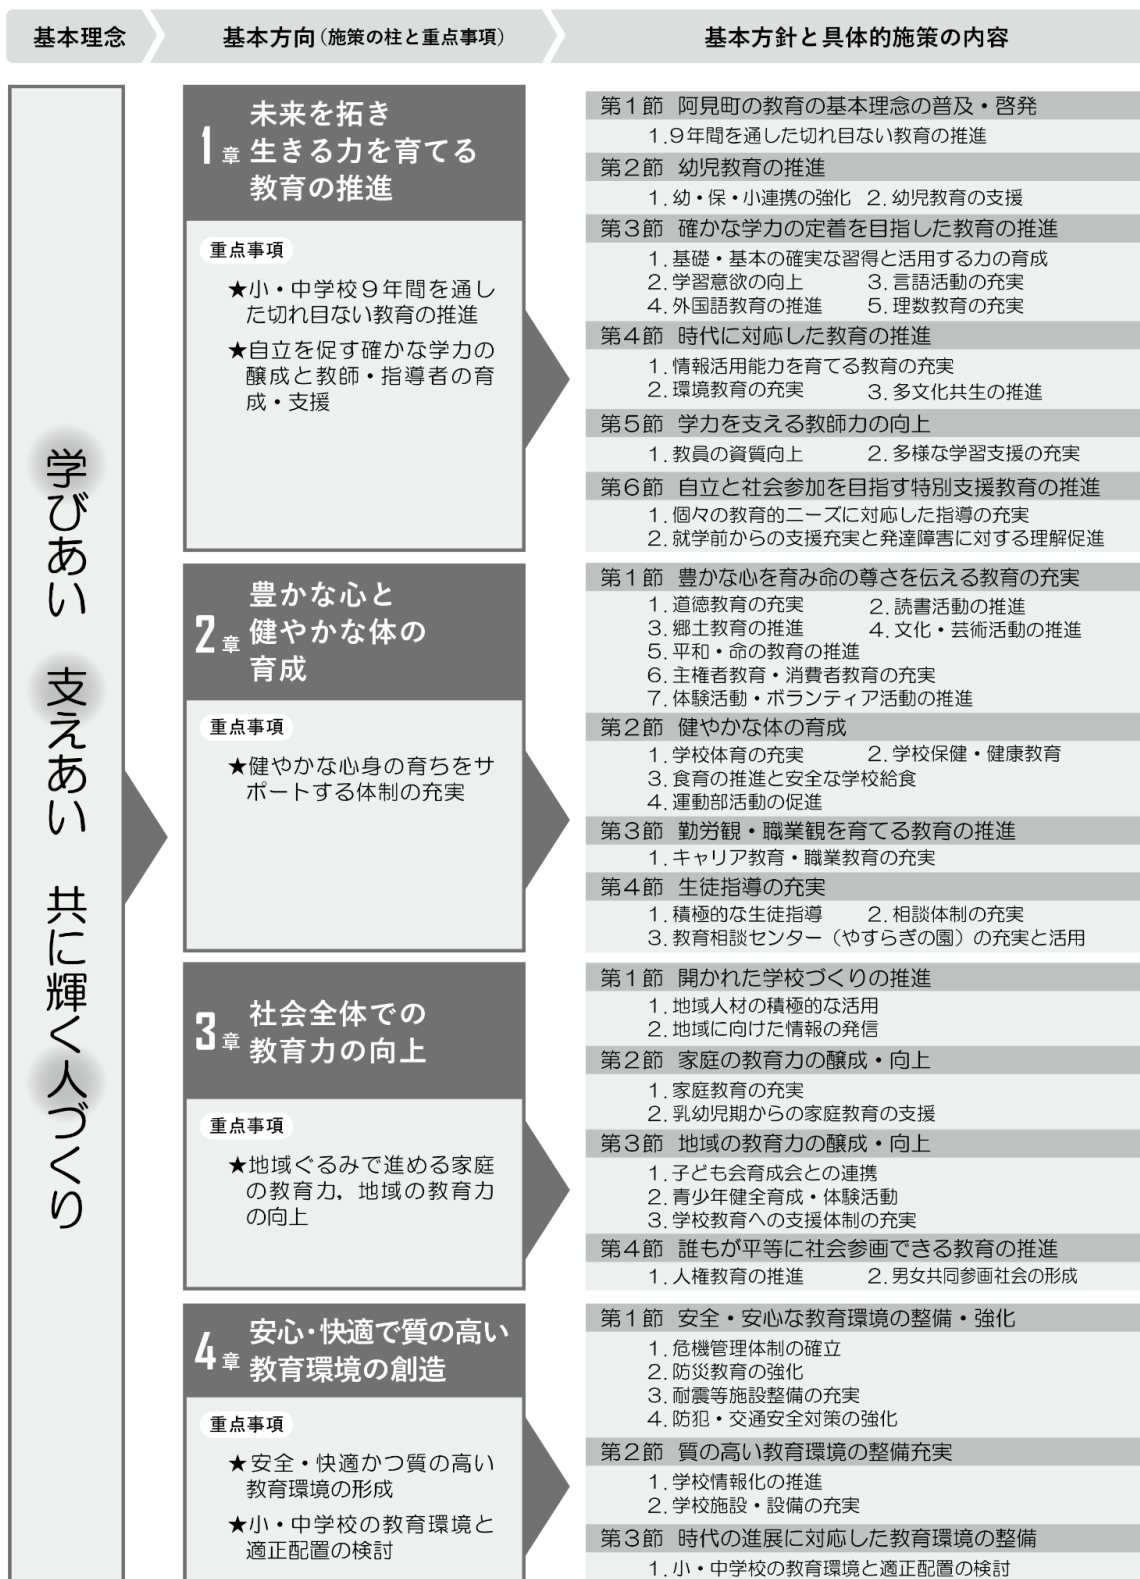 基本理念
基本方向(施策の柱と重点事項)
基本方針と具体的施策の内容
学びあい 支えあい 共に輝く人づくり
1章 未来を拓き
生きる力を育てる
教育の推進
重点事項
★小・中学校9年間を通し
た切れ目ない教育の推進
★自立を促す確かな学力の
醸成と教師・指導者の育
成・支援
第1節 阿見町の教育の基本理念の普及・啓発
1.9年間を通した切れ目ない教育の推進
第2節 幼児教育の推進
1.幼・保・小連携の強化 2.幼児教育の支援
第3節 確かな学力の定着を目指した教育の推進
1.基礎・基本の確実な習得と活用する力の育成
2.学習意欲の向上 3.言語活動の充実
4.外国語教育の推進 5.理数教育の充実
第4節 時代に対応した教育の推進
1.情報活用能力を育てる教育の充実
2.環境教育の充実 3.多文化共生の推進
第5節 学力を支える教師力の向上
1.教員の資質向上 2.多様な学習支援の充実
第6節 自立と社会参加を目指す特別支援教育の推進
1.個々の教育的ニーズに対応した指導の充実
2.就学前からの支援充実と発達障害に対する理解促進
2章 豊かな心と
健やかな体の
育成
重点事項
★健やかな心身の育ちをサ
ポートする体制の充実
第1節 豊かな心を育み命の尊さを伝える教育の充実
1.道徳教育の充実 2.読書活動の推進
3.郷土教育の推進 4.文化・芸術活動の推進
5.平和・命の教育の推進
6.主権者教育・消費者教育の充実
7.体験活動・ボランティア活動の推進
第2節 健やかな体の育成
1.学校体育の充実 2.学校保健・健康教育
3.食育の推進と安全な学校給食
4.運動部活動の促進
第3節 勤労観・職業観を育てる教育の推進
1.キャリア教育・職業教育の充実
第4節 生徒指導の充実
1.積極的な生徒指導 2.相談体制の充実
3.教育相談センター(やすらぎの園)の充実と活用
3章 社会全体での
教育力の向上
重点事項
★地域ぐるみで進める家庭
の教育力,地域の教育力
の向上
第1節 開かれた学校づくりの推進
1.地域人材の積極的な活用
2.地域に向けた情報の発信
第2節 家庭の教育力の醸成・向上
1.家庭教育の充実
2.乳幼児期からの家庭教育の支援
第3節 地域の教育力の醸成・向上
1.子ども会育成会との連携
2.青少年健全育成・体験活動
3.学校教育への支援体制の充実
第4節 誰もが平等に社会参画できる教育の推進
1.人権教育の推進 2.男女共同参画社会の形成
4章 安心・快適で質の高い
教育環境の創造
重点事項
★安全・快適かつ質の高い
教育環境の形成
★小・中学校の教育環境と
適正配置の検討
第1節 安全・安心な教育環境の整備・強化
1.危機管理体制の確立
2.防災教育の強化
3.耐震等施設整備の充実
4.防犯・交通安全対策の強化
第2節 質の高い教育環境の整備充実
1.学校情報化の推進
2.学校施設・設備の充実
第3節 時代の進展に対応した教育環境の整備
1.小・中学校の教育環境と適正配置の検討